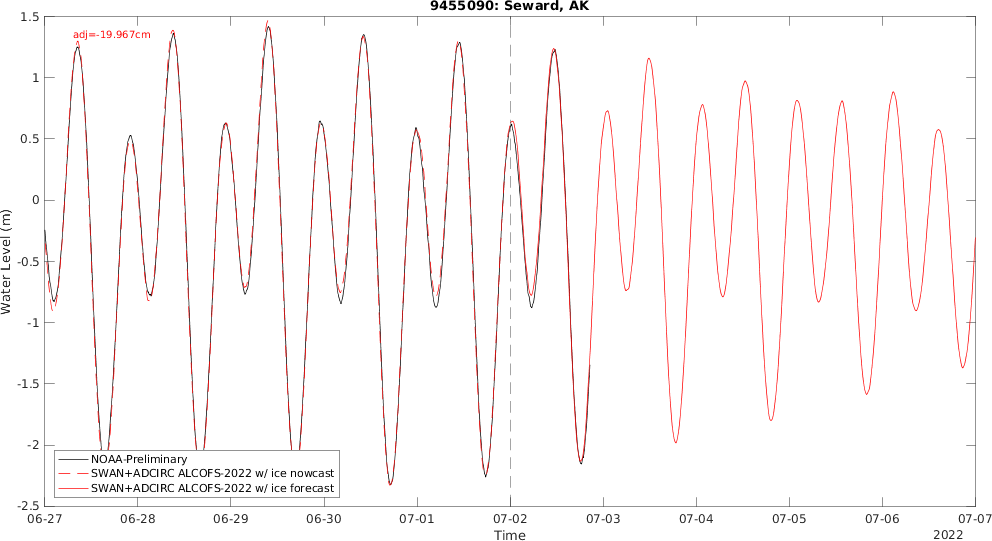 9455090: Seward, AK
adj=-19.967cm
1.5
1
0.5
0
-0.5
-1
-1.5
-2
-2.5
Water Level (m)
NOAA-Preliminary
SWAN+ADCIRC ALCOFS-2022 w/ ice nowcast
SWAN+ADCIRC ALCOFS-2022 w/ ice forecast
06-27 06-28 06-29 06-30 07-01 07-02 07-03 07-04 07-05 07-06 07-07
Time
2022